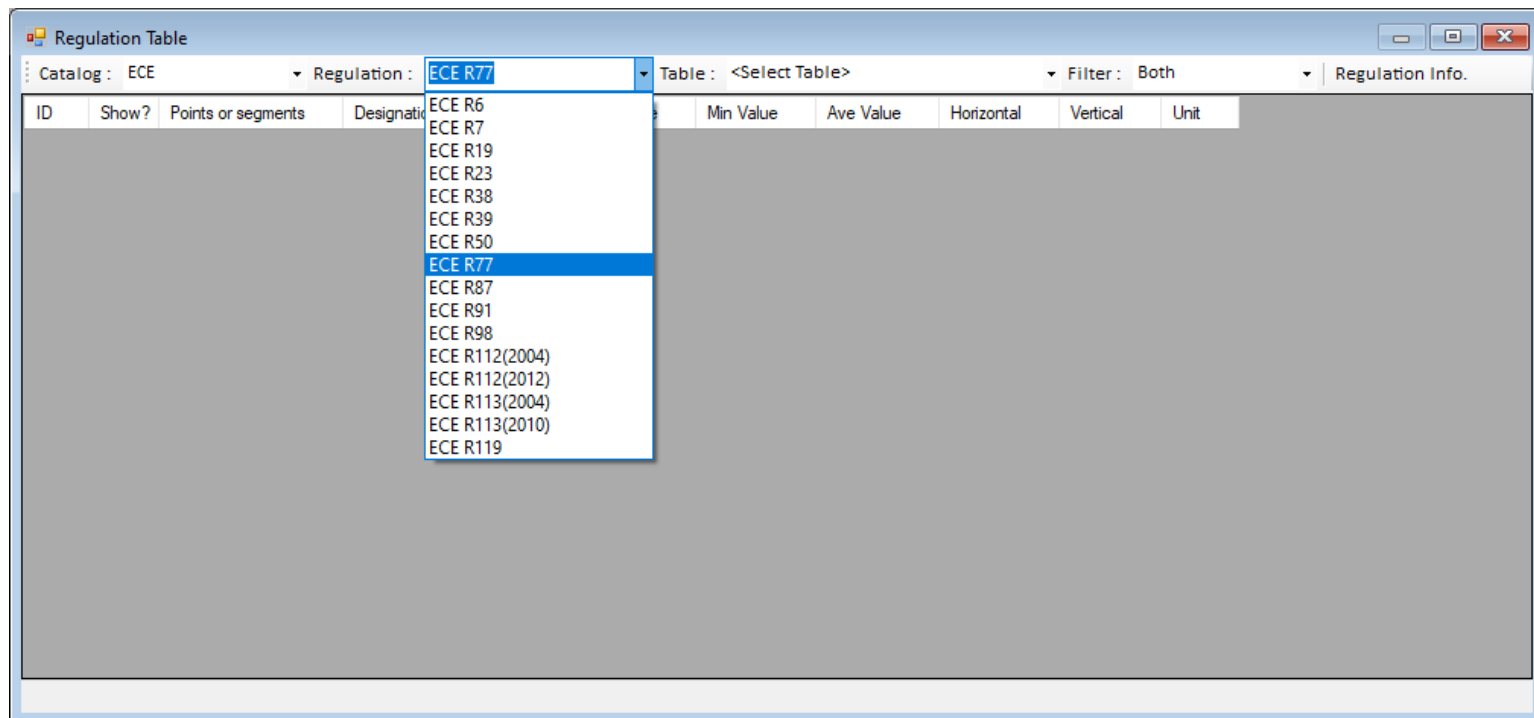 Regulation Table
Catalog : ECE Regulation : ECE R77 Table : <Select Table> Filter : Both Regulation Info.
ID Show? Points or segments Min Value Ave Value Horizontal Vertical Unit
ECE R6
ECE R7
ECE R19
ECE R23
ECE R38
ECE R39
ECE R50
ECE R77
ECE R87
ECE R91
ECE R98
ECE R112(2004)
ECE R112(2012)
ECE R113(2004)
ECE R113(2010)
ECE R119